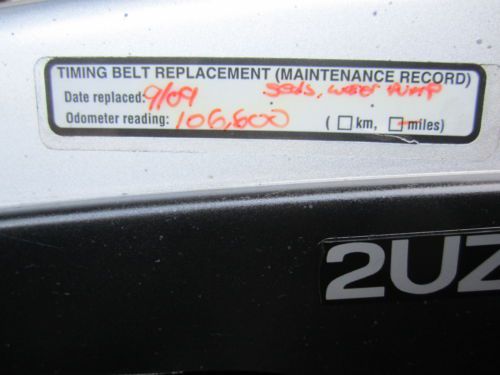 TIMING BELT REPLACEMENT (MAINTENANCE RECORD)
Date replaced: 9/09 seals, water pump
Odometer reading: 106,600 ( km, miles)
2UZ